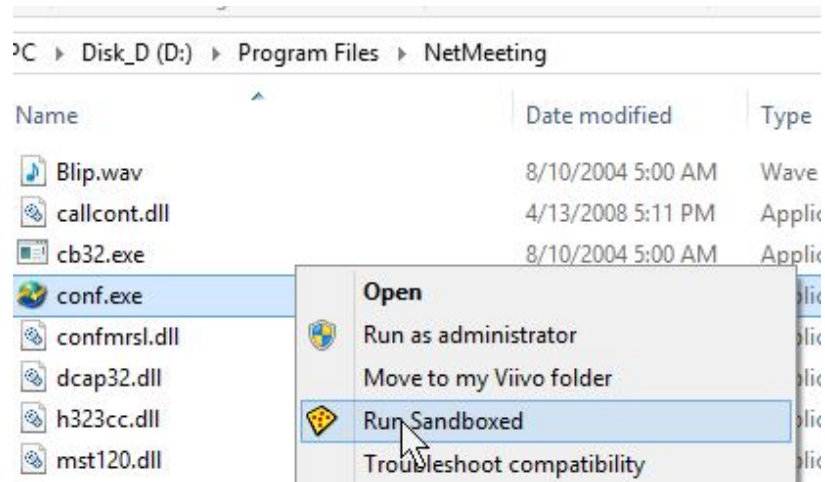 PC ▸ Disk_D (D:) ▸ Program Files ▸ NetMeeting
Name Date modified Type
Blip.wav 8/10/2004 5:00 AM Wave
callcont.dll 4/13/2008 5:11 PM
cb32.exe 8/10/2004 5:00 AM
conf.exe
Open
confmrsl.dll
Run as administrator
dcap32.dll
Move to my Viivo folder
h323cc.dll
Run Sandboxed
mst120.dll
Troubleshoot compatibility